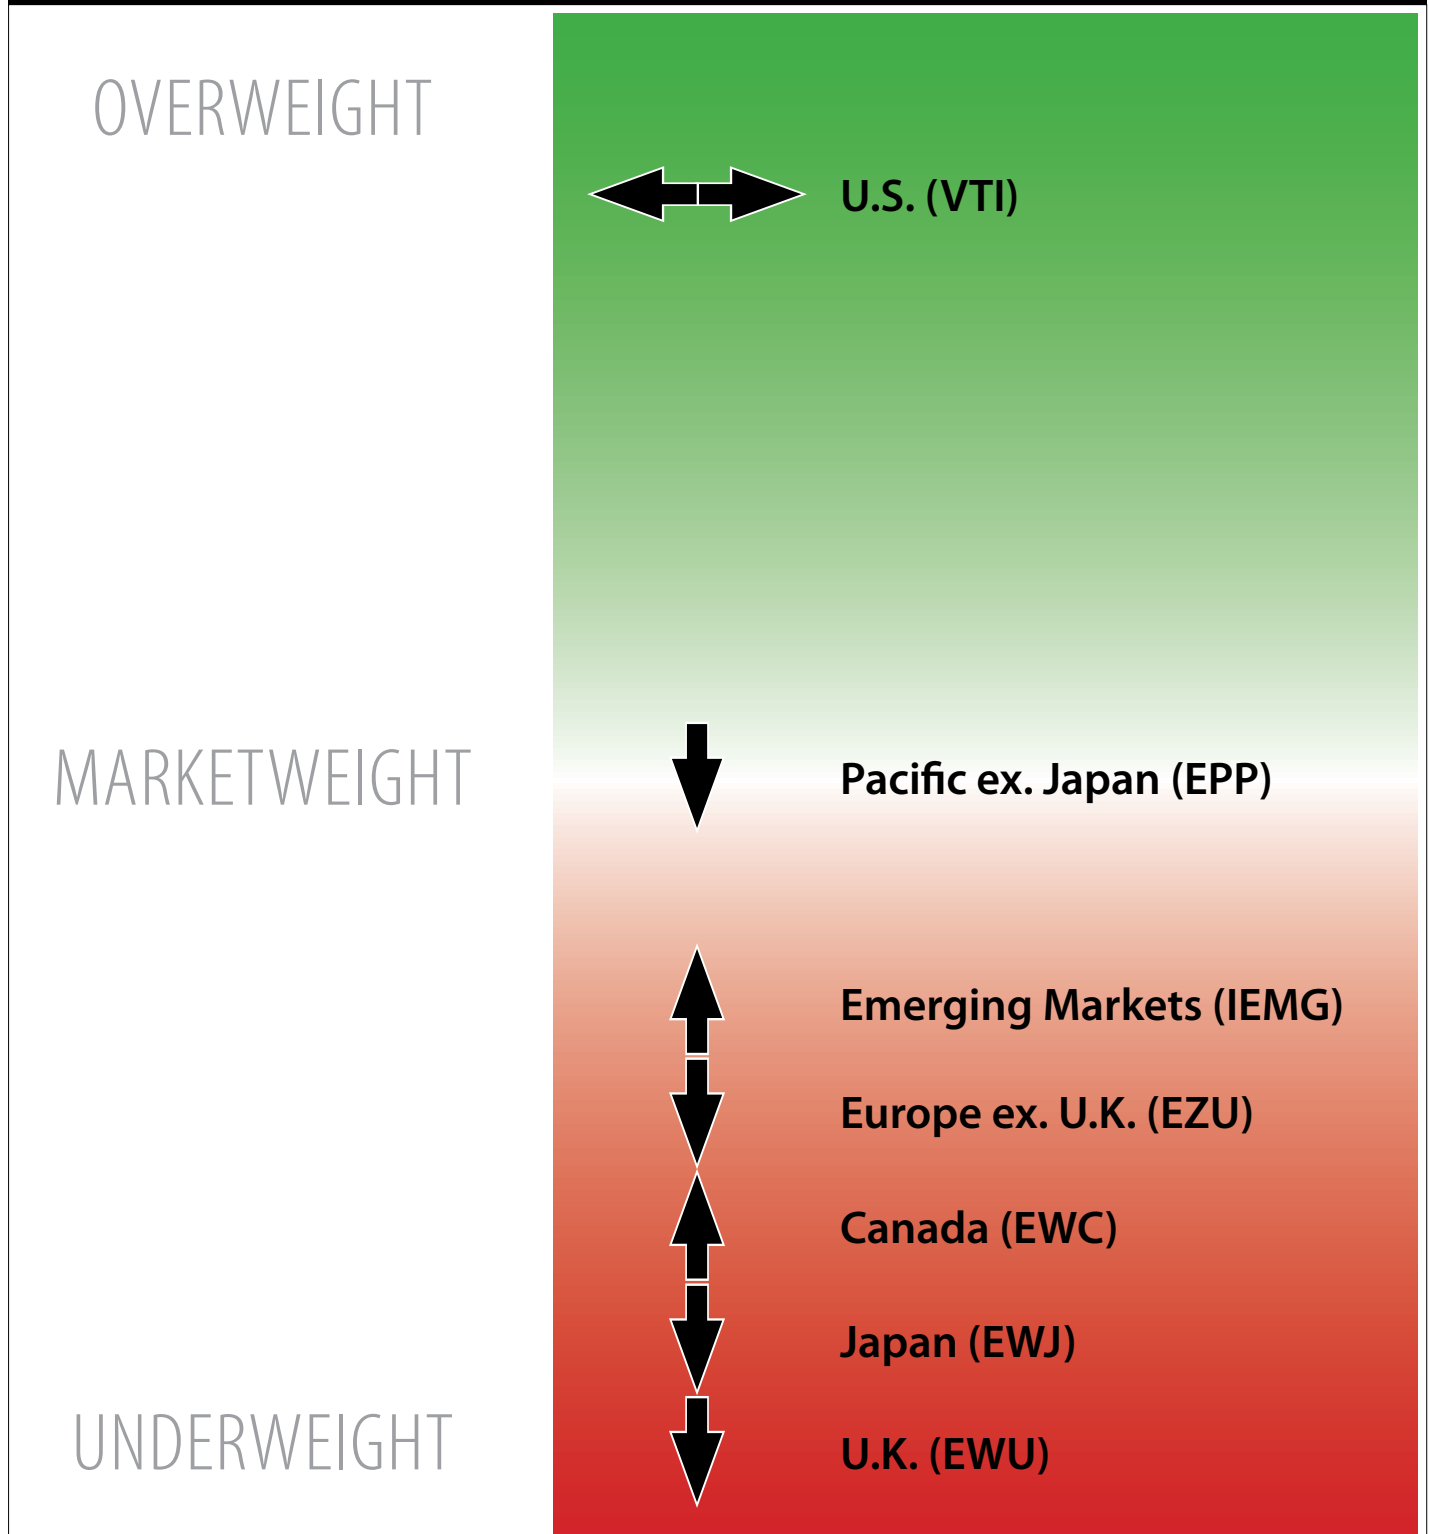 OVERWEIGHT
U.S. (VTI)
MARKETWEIGHT
Pacific ex. Japan (EPP)
Emerging Markets (IEMG)
Europe ex. U.K. (EZU)
Canada (EWC)
Japan (EWJ)
UNDERWEIGHT
U.K. (EWU)